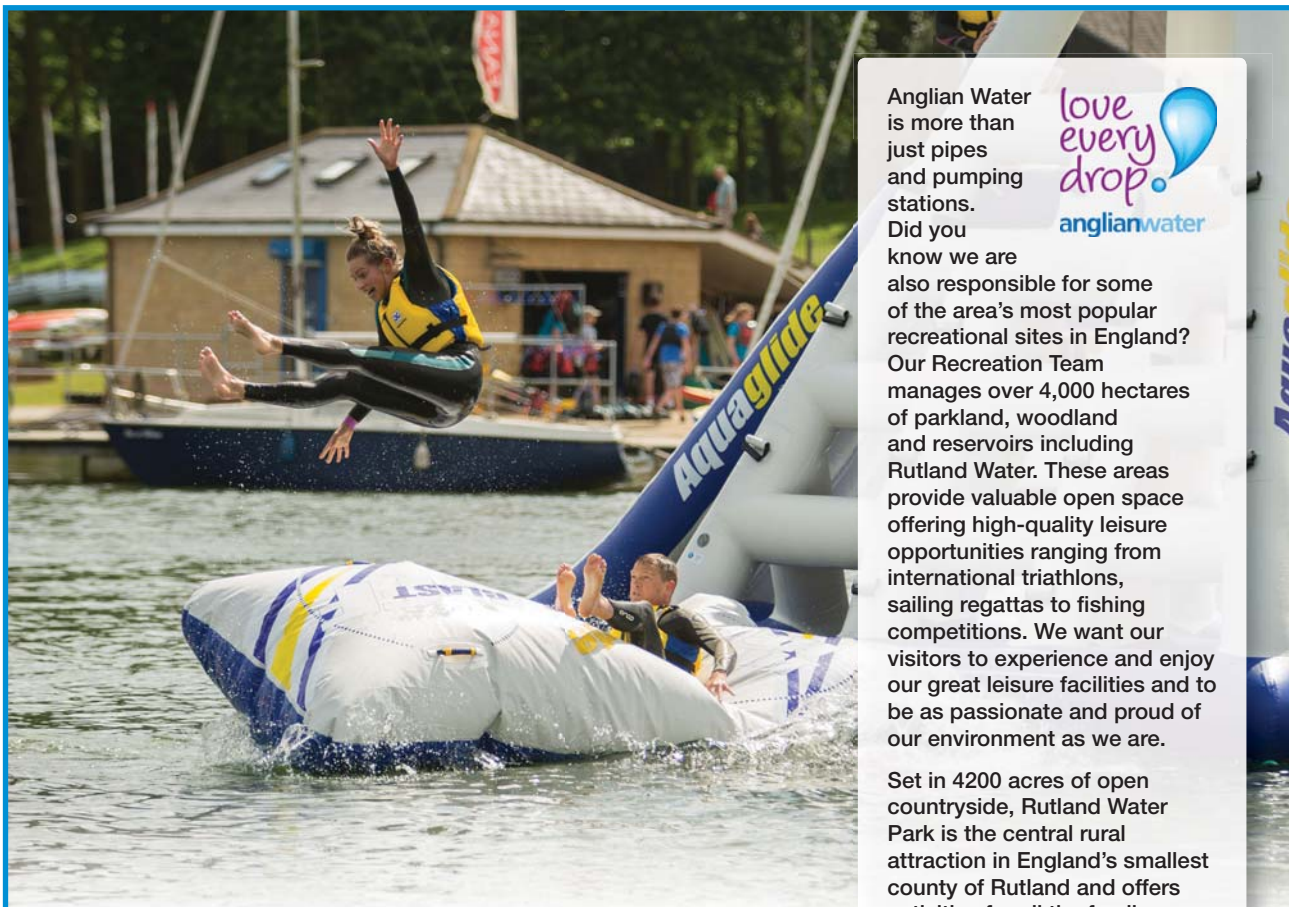 Anglian Water
is more than
just pipes
and pumping
stations.
Did you
know we are
also responsible for some
of the area's most popular
recreational sites in England?
Our Recreation Team
manages over 4,000 hectares
of parkland, woodland
and reservoirs including
Rutland Water. These areas
provide valuable open space
offering high-quality leisure
opportunities ranging from
international triathlons,
sailing regattas to fishing
competitions. We want our
visitors to experience and enjoy
our great leisure facilities and to
be as passionate and proud of
our environment as we are.
Set in 4200 acres of open
countryside, Rutland Water
Park is the central rural
attraction in England's smallest
county of Rutland and offers
love
every
drop
anglianwater
Aquaglide
BLAST